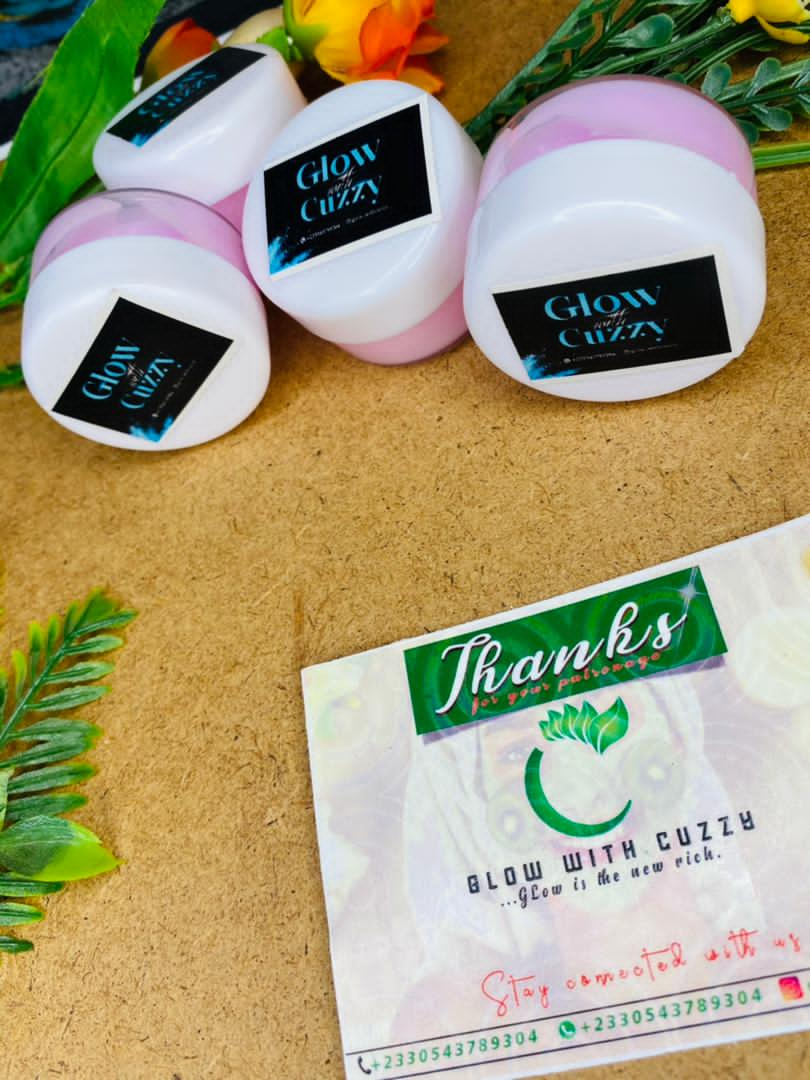 Glow
with
Cuzzy
Glow
with
Cuzzy
Glow
with
Cuzzy
Glow
with
Cuzzy
Thanks
for your patronage
GLOW WITH CUZZY
...GLow is the new rich.
Stay connected with us
+2330543789304 +2330543789304